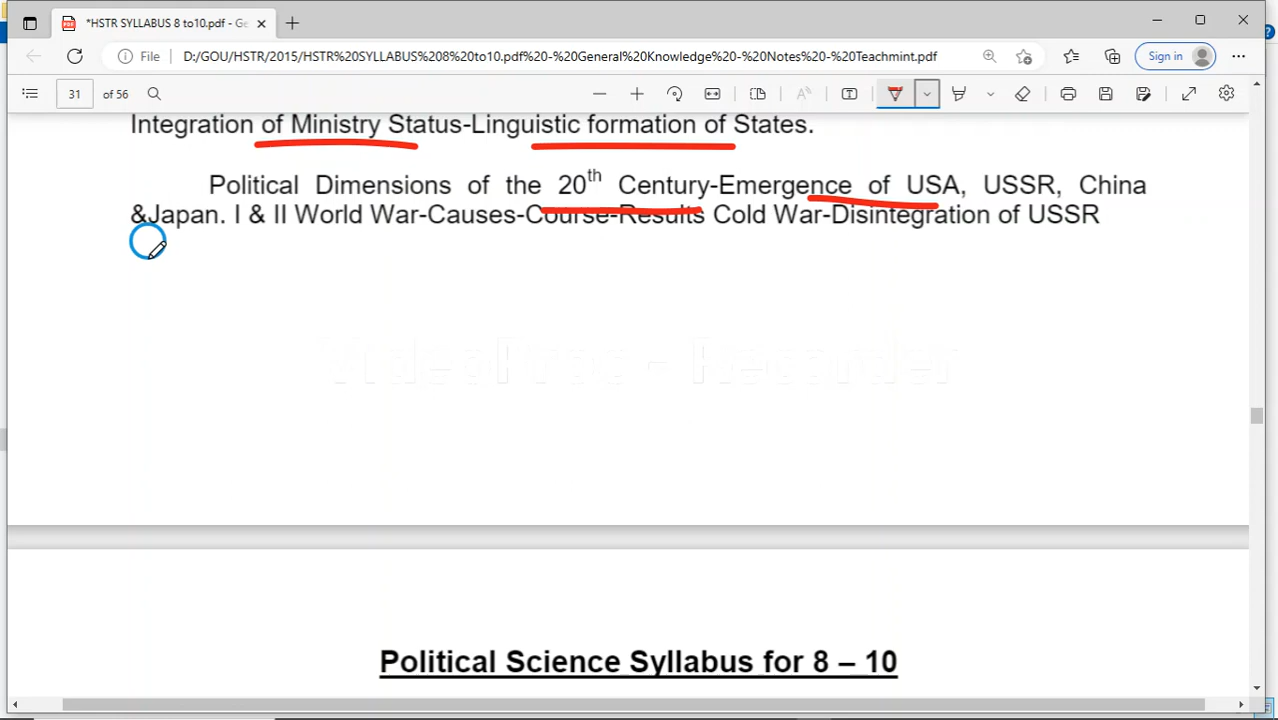 *HSTR SYLLABUS 8 to10.pdf - Ge
File D:/GOU/HSTR/2015/HSTR%20SYLLABUS%208%20to10.pdf%20-%20General%20Knowledge%20-%20Notes%20-%20Teachmint.pdf Sign in
31 of 56
Integration of Ministry Status-Linguistic formation of States.
Political Dimensions of the 20th Century-Emergence of USA, USSR, China
&Japan. I & II World War-Causes-Course-Results Cold War-Disintegration of USSR
VideoProc - Recorder
Political Science Syllabus for 8 – 10